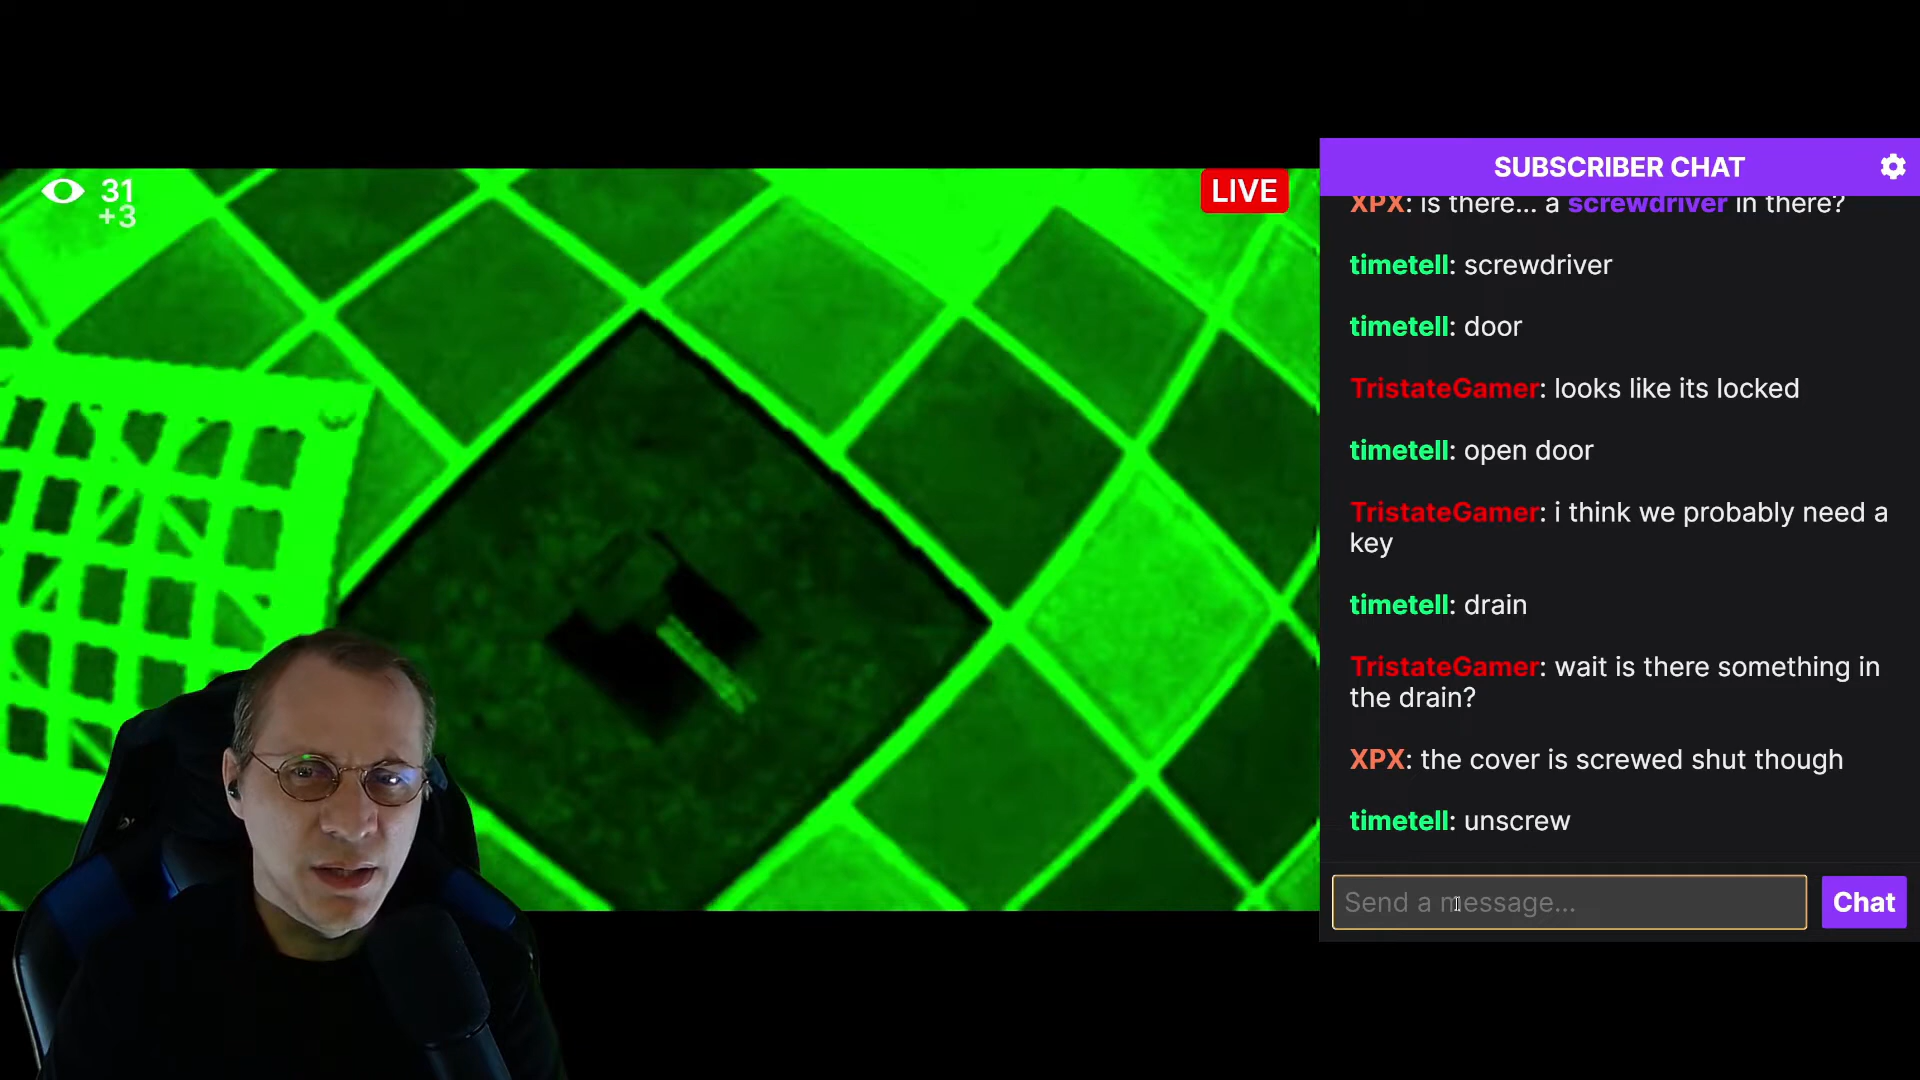 31
+3
LIVE
SUBSCRIBER CHAT
XPX: is there... a screwdriver in there?
timetell: screwdriver
timetell: door
TristateGamer: looks like its locked
timetell: open door
TristateGamer: i think we probably need a
key
timetell: drain
TristateGamer: wait is there something in
the drain?
XPX: the cover is screwed shut though
timetell: unscrew
Send a message...
Chat